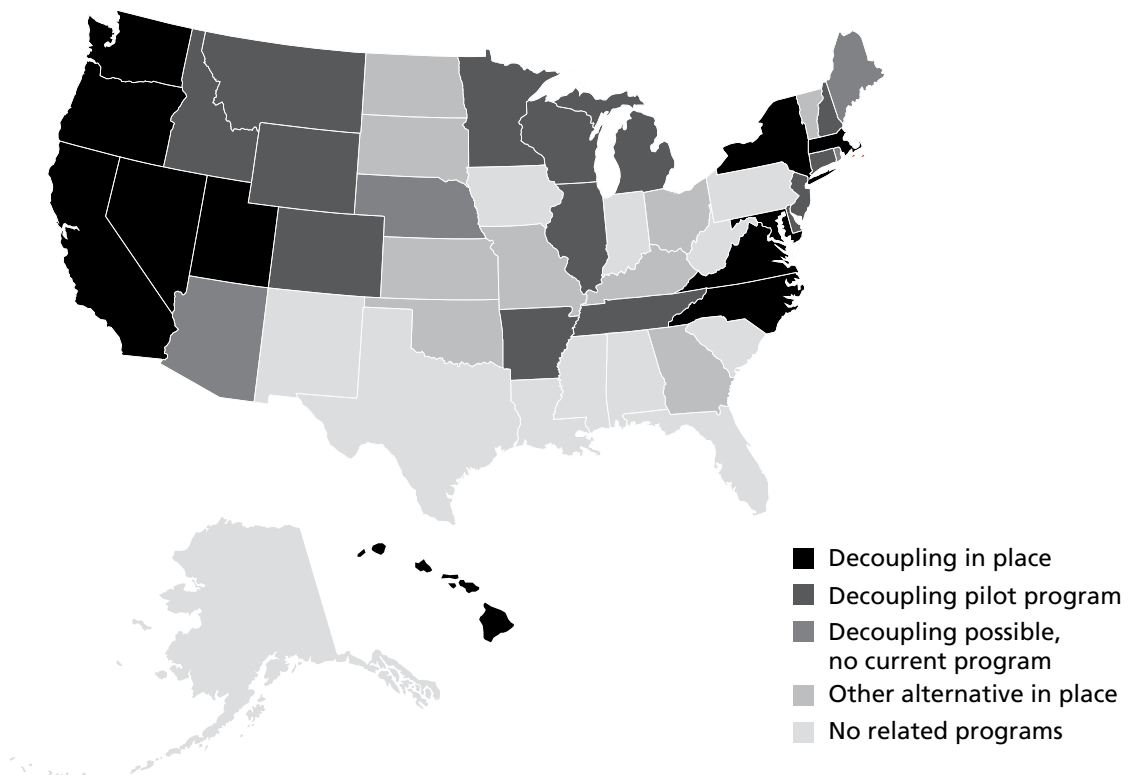 Decoupling in place
Decoupling pilot program
Decoupling possible,
no current program
Other alternative in place
No related programs